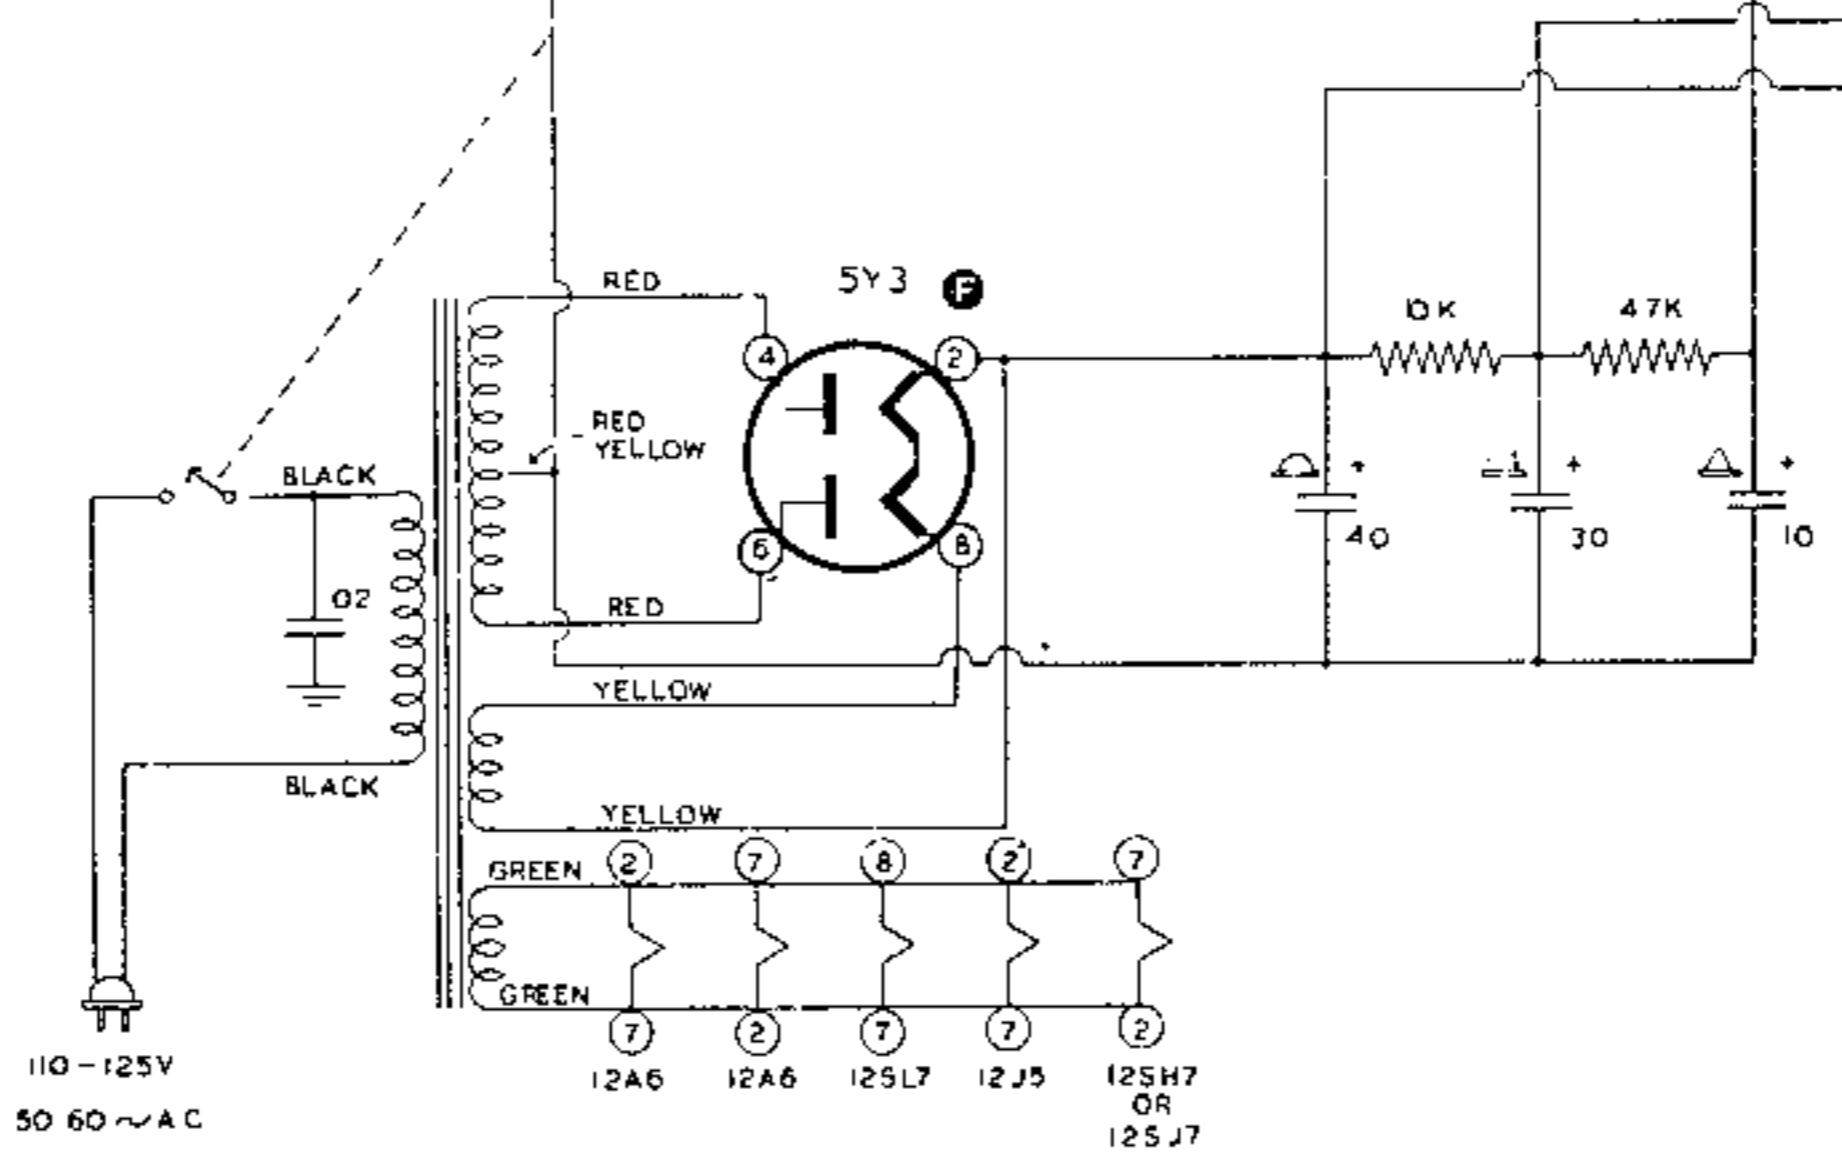 5Y3 F
RED
4
2
10K
47K
RED
YELLOW
BLACK
+
+
+
40
30
10
6
8
02
RED
YELLOW
BLACK
YELLOW
GREEN
2
7
8
2
7
GREEN
7
2
7
7
2
110-125V
12A6
12A6
12SL7
12J5
12SH7
OR
12SJ7
50 60 ~ AC